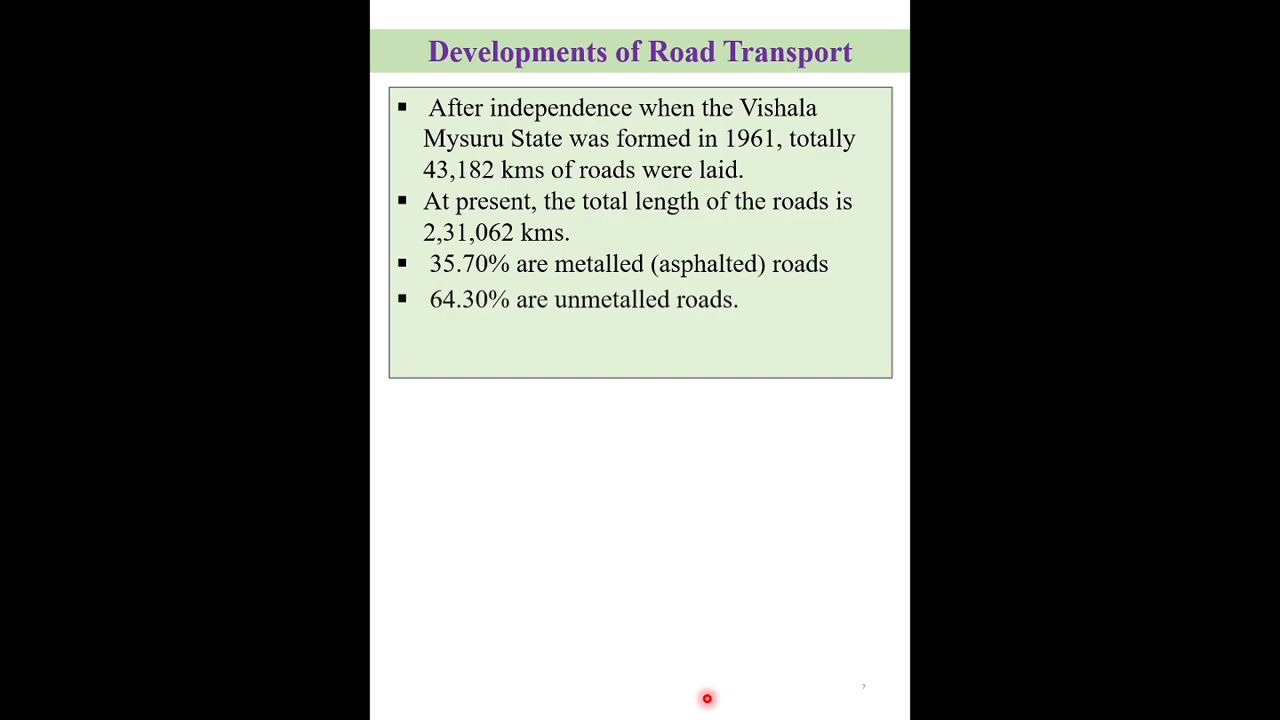 Developments of Road Transport
▪ After independence when the Vishala
Mysuru State was formed in 1961, totally
43,182 kms of roads were laid.
▪ At present, the total length of the roads is
2,31,062 kms.
▪ 35.70% are metalled (asphalted) roads
▪ 64.30% are unmetalled roads.
7